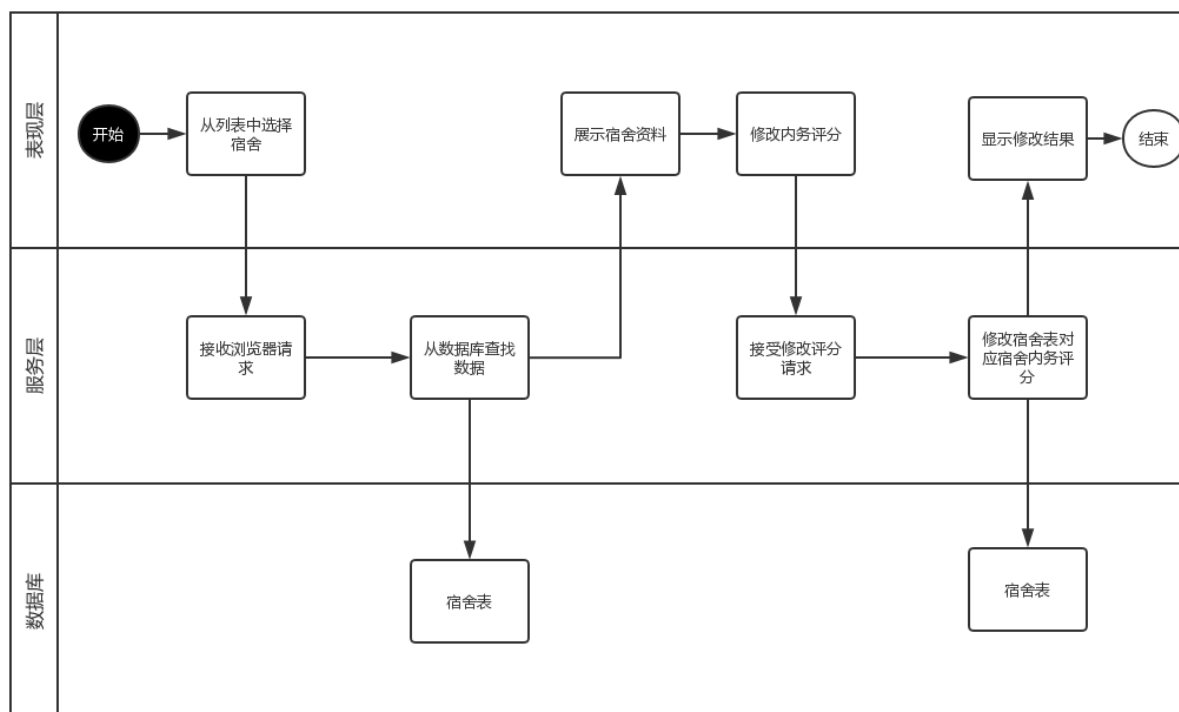 表现层
开始
从列表中选择
宿舍
展示宿舍资料
修改内务评分
显示修改结果
结束
服务层
接收浏览器请
求
从数据库查找
数据
接受修改评分
请求
修改宿舍表对
应宿舍内务评
分
数据库
宿舍表
宿舍表